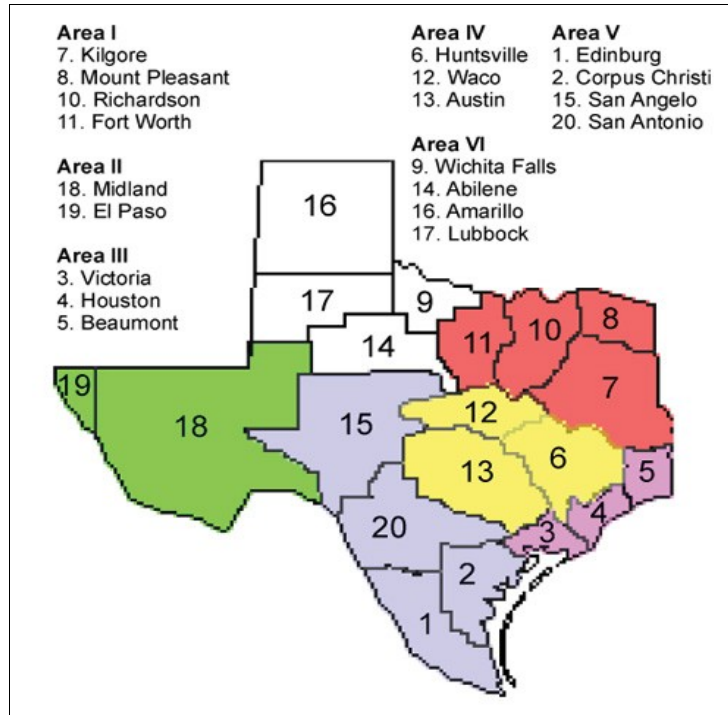 Area I
7. Kilgore
8. Mount Pleasant
10. Richardson
11. Fort Worth
Area II
18. Midland
19. El Paso
Area III
3. Victoria
4. Houston
5. Beaumont
Area IV
6. Huntsville
12. Waco
13. Austin
Area V
1. Edinburg
2. Corpus Christi
15. San Angelo
20. San Antonio
Area VI
9. Wichita Falls
14. Abilene
16. Amarillo
17. Lubbock
16
17
9
14
11
10
8
7
19
18
15
12
13
6
5
4
3
20
2
1